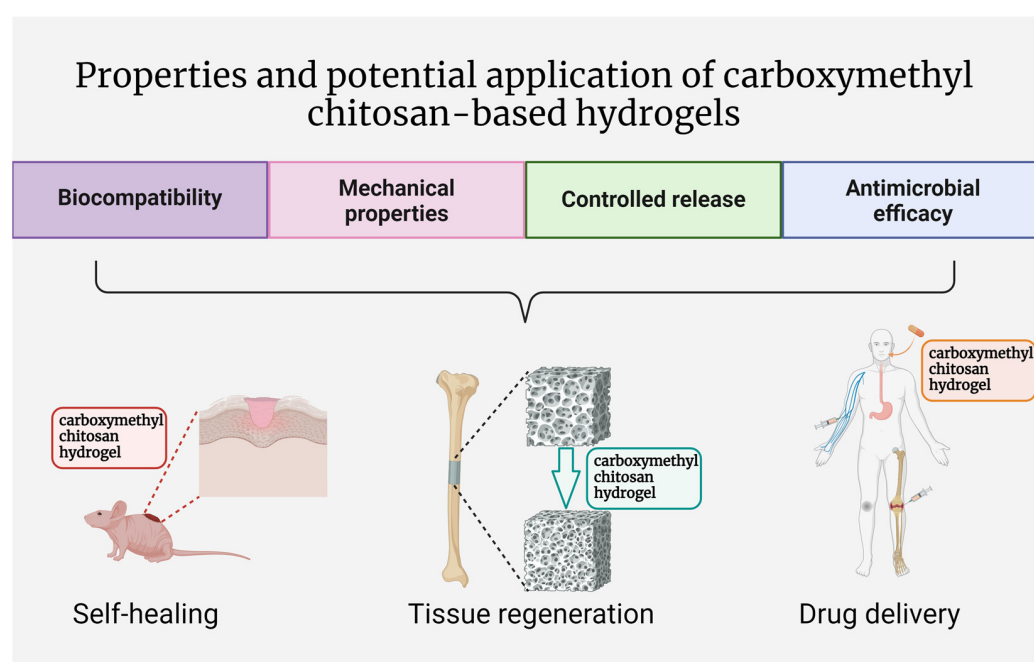 Properties and potential application of carboxymethyl
chitosan-based hydrogels
Biocompatibility
Mechanical
properties
Controlled release
Antimicrobial
efficacy
carboxymethyl
chitosan
hydrogel
carboxymethyl
chitosan
hydrogel
carboxymethyl
chitosan
hydrogel
Self-healing
Tissue regeneration
Drug delivery